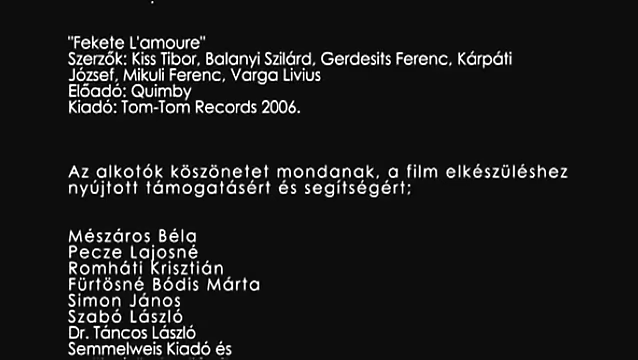 "Fekete L'amoure"
Szerzők: Kiss Tibor, Balanyi Szilárd, Gerdesits Ferenc, Kárpáti
József, Mikuli Ferenc, Varga Livius
Előadó: Quimby
Kiadó: Tom-Tom Records 2006.
Az alkotók köszönetet mondanak, a film elkészüléshez
nyújtott támogatásért és segítségért;
Mészáros Béla
Pecze Lajosné
Romháti Krisztián
Fürtösné Bódis Márta
Simon János
Szabó László
Dr. Táncos László
Semmelweis Kiadó és